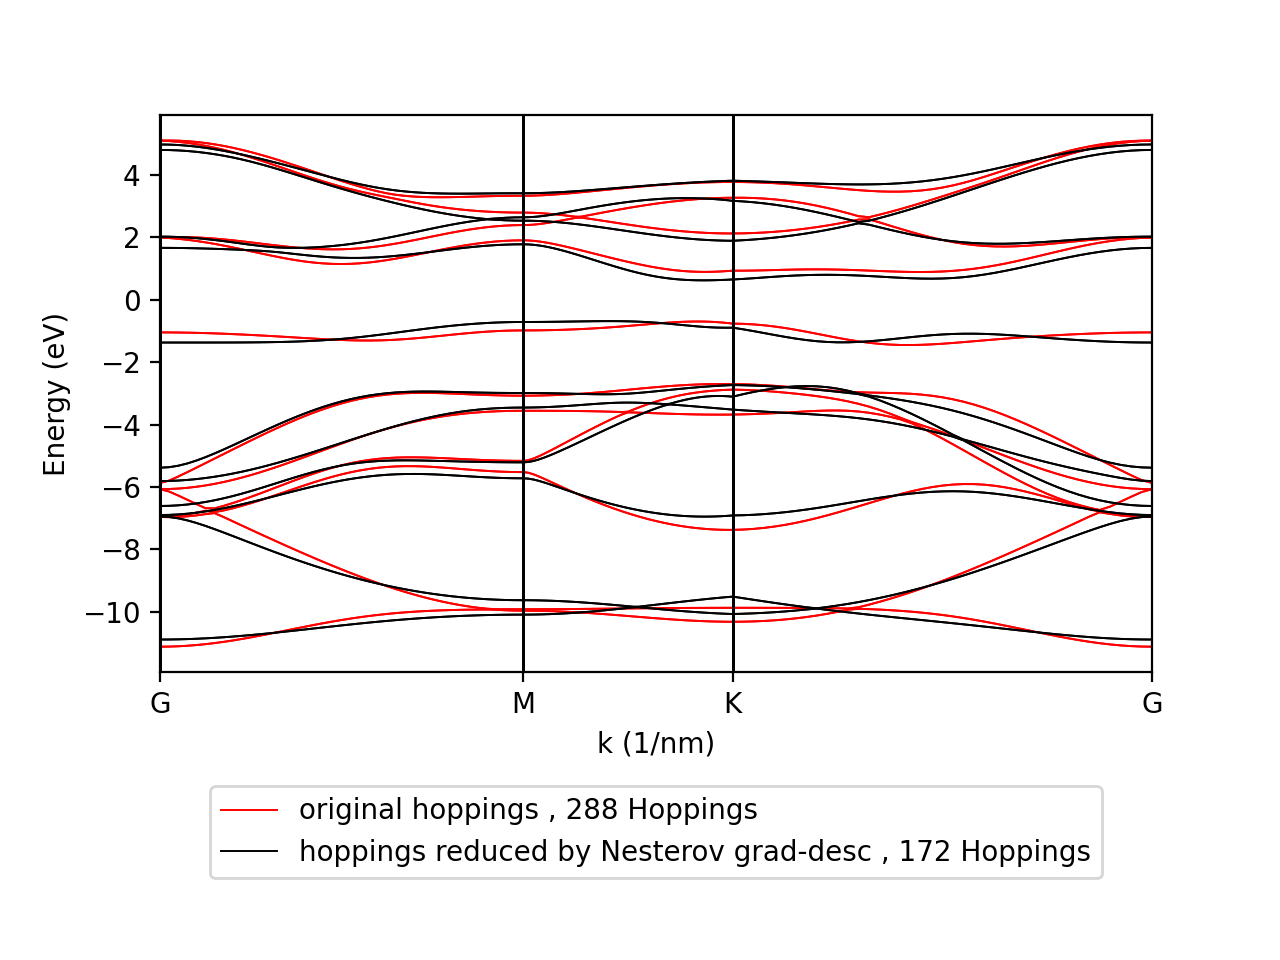 4
2
0
−2
−4
−6
−8
−10
Energy (eV)
G M K G
k (1/nm)
original hoppings , 288 Hoppings
hoppings reduced by Nesterov grad-desc , 172 Hoppings